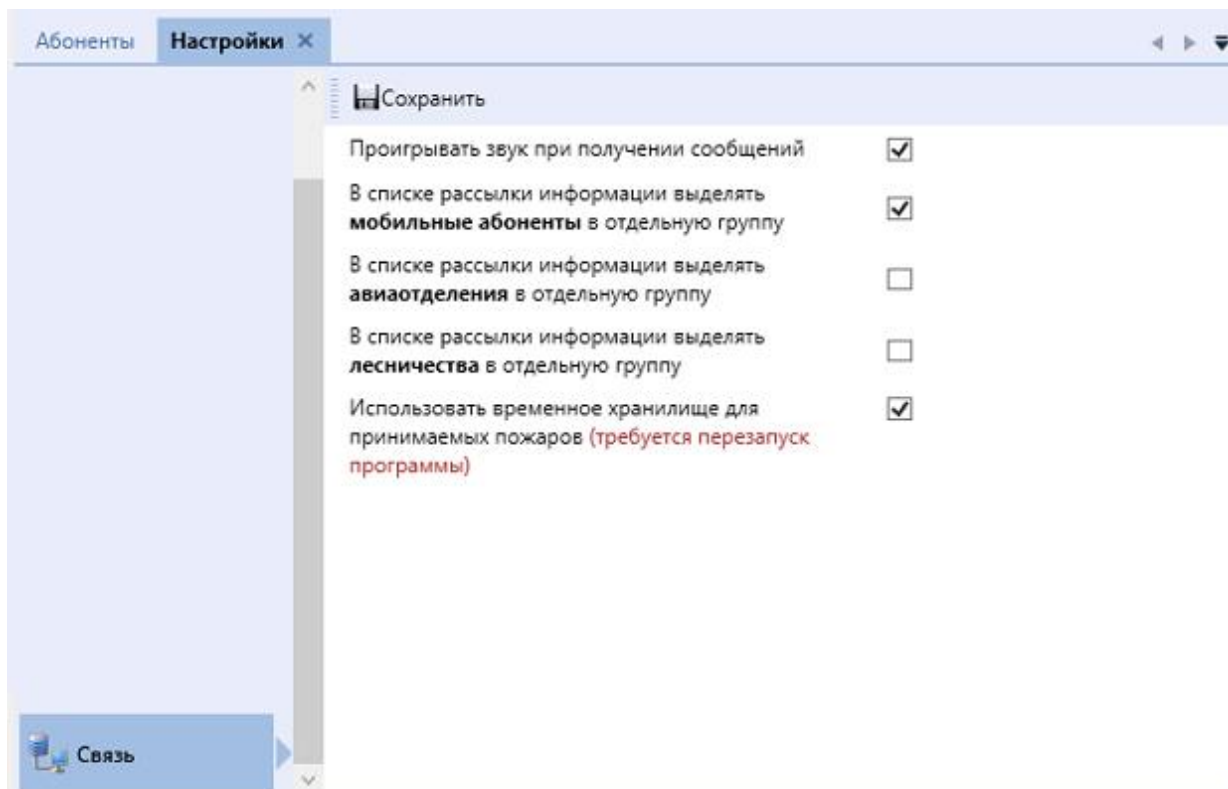 Абоненты
Настройки
Сохранить
Проигрывать звук при получении сообщений
В списке рассылки информации выделять
мобильные абоненты в отдельную группу
В списке рассылки информации выделять
авиаотделения в отдельную группу
В списке рассылки информации выделять
лесничества в отдельную группу
Использовать временное хранилище для
принимаемых пожаров (требуется перезапуск
программы)
Связь